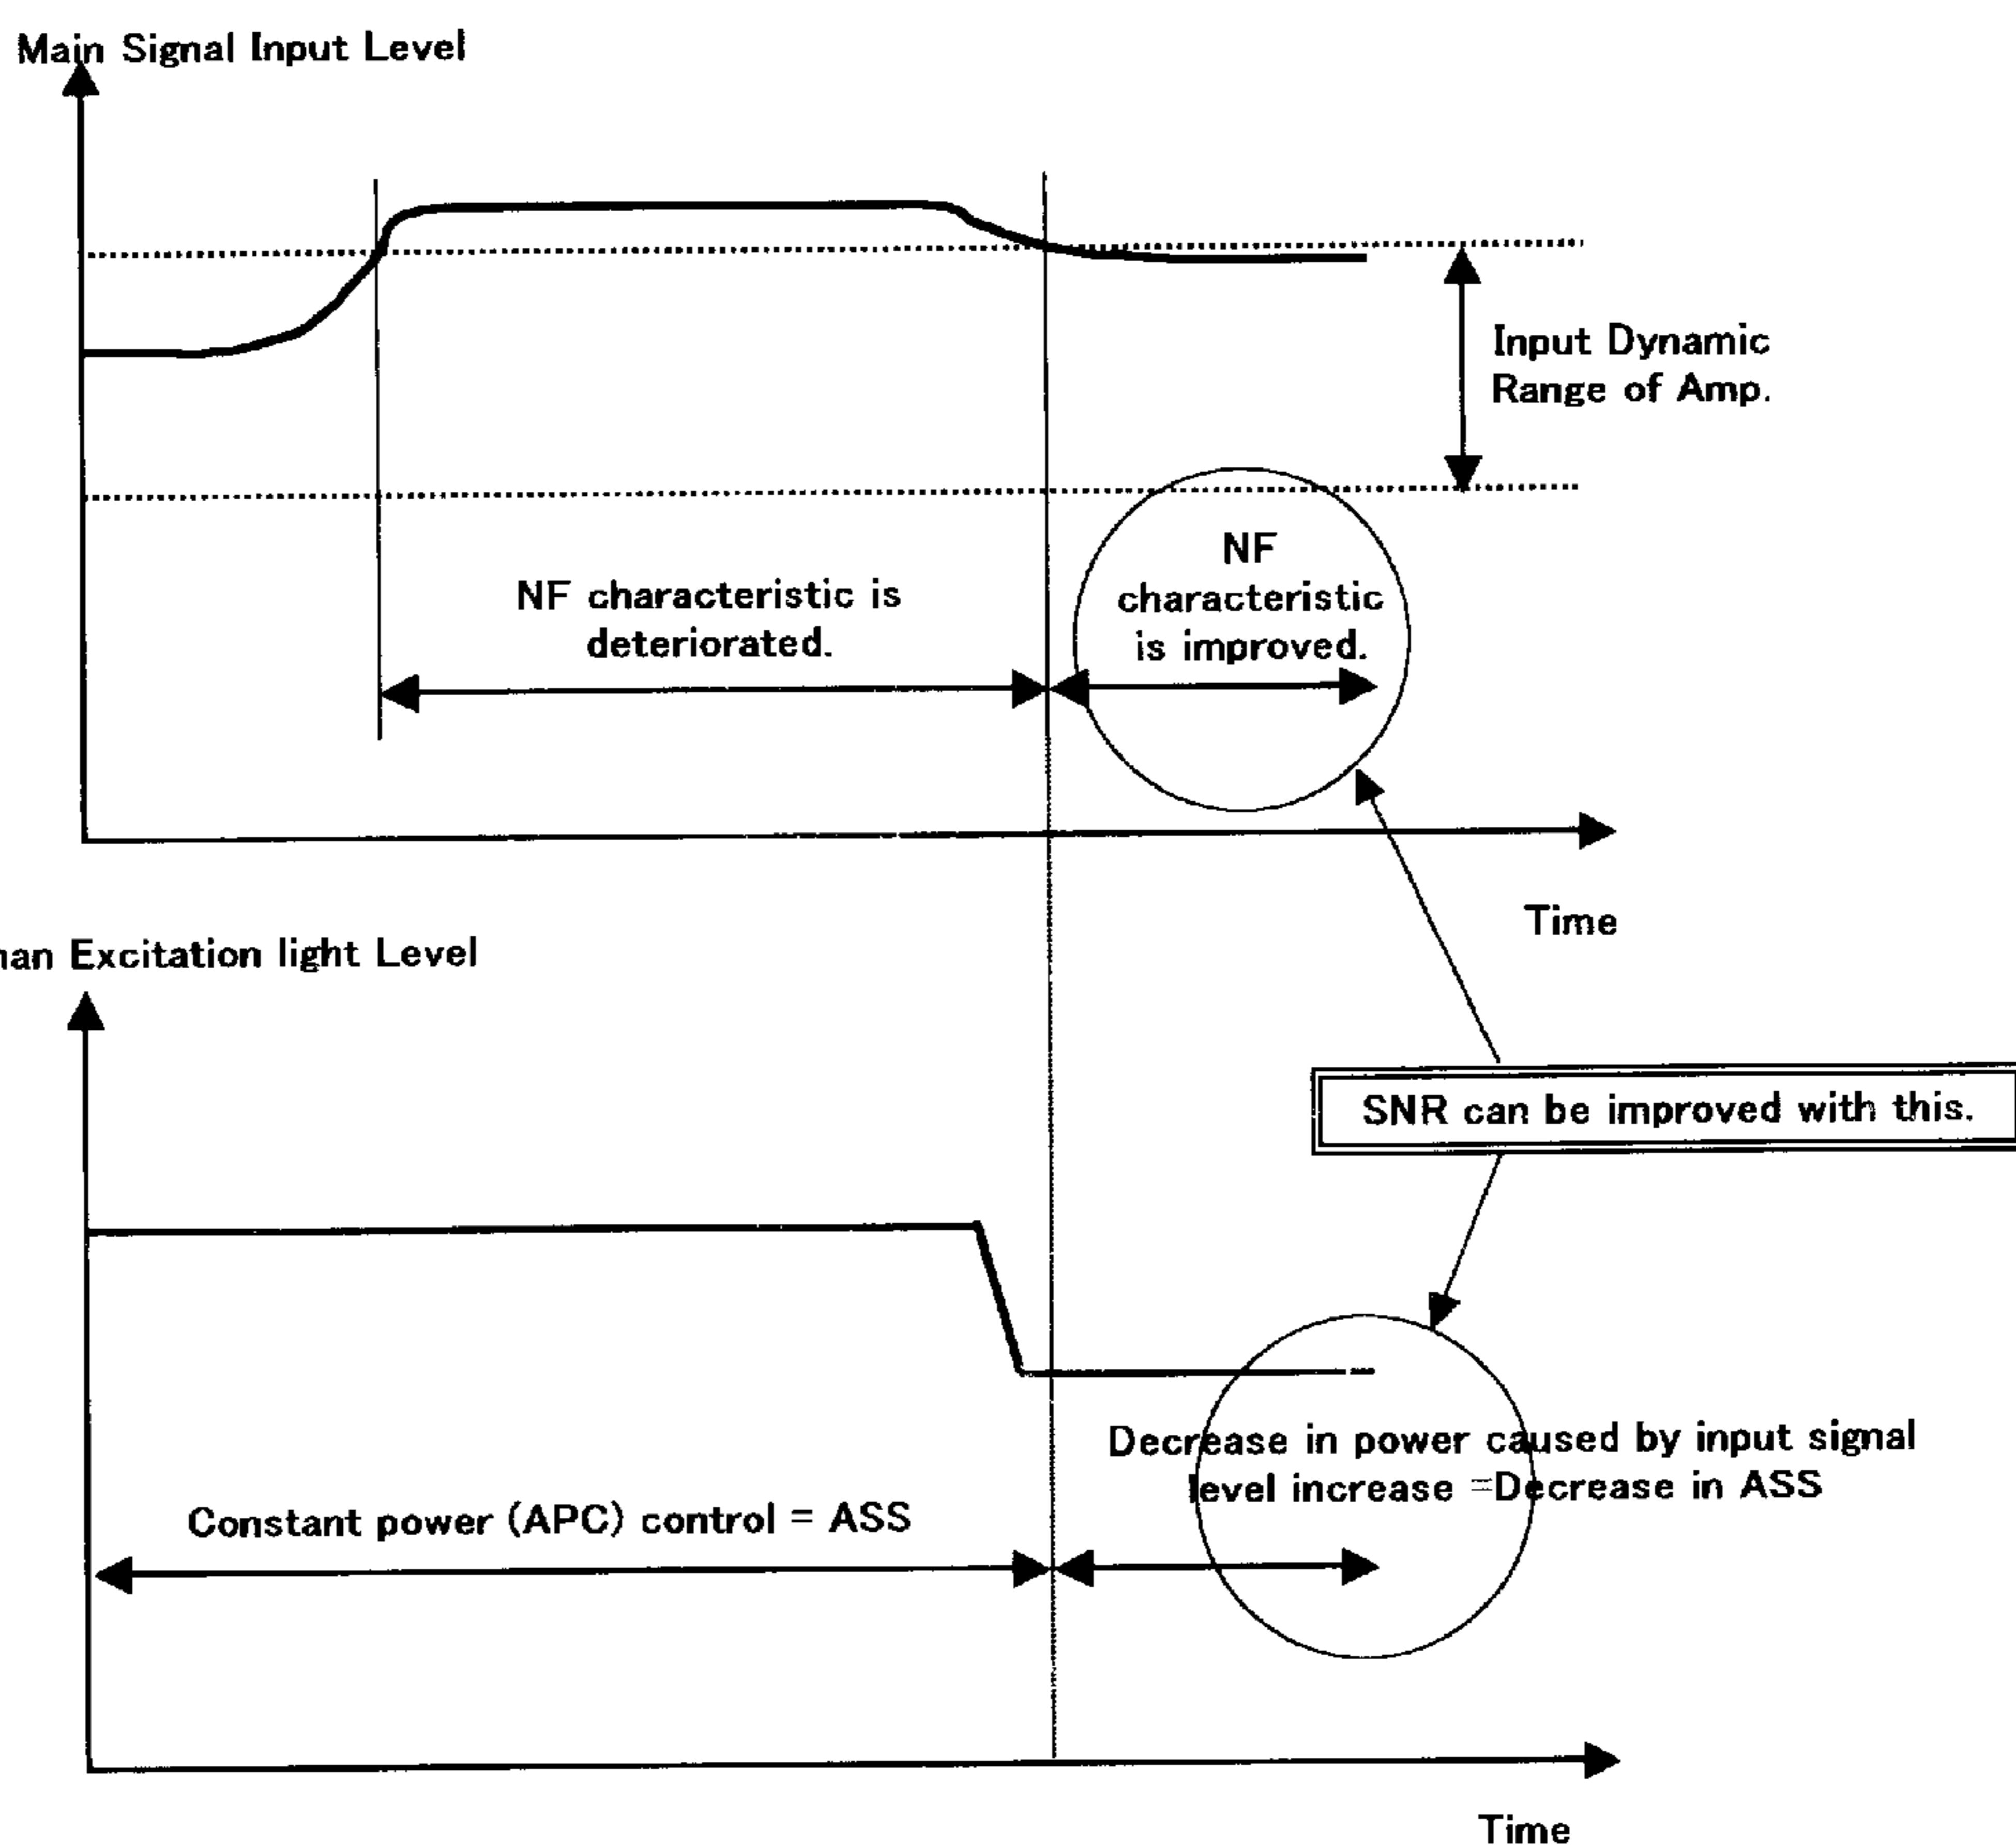 Main Signal Input Level
Input Dynamic
Range of Amp.
NF
characteristic
is improved.
NF characteristic is
deteriorated.
Time
Excitation light Level
SNR can be improved with this.
Decrease in power caused by input signal
level increase =Decrease in ASS
Constant power (APC) control = ASS
Time